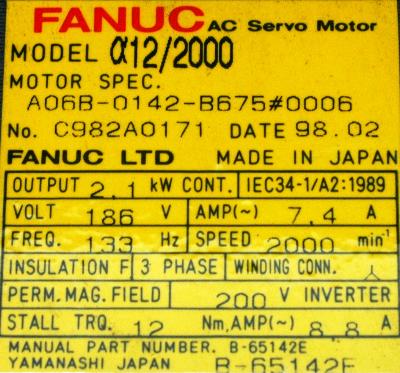 FANUC AC Servo Motor
MODEL α12/2000
MOTOR SPEC.
A06B-0142-B675#0006
No. C982A0171 DATE 98.02
FANUC LTD MADE IN JAPAN
OUTPUT 2.1 kW CONT. IEC34-1/A2:1989
VOLT 186 V AMP(~) 7.4 A
FREQ. 133 Hz SPEED 2000 min⁻¹
INSULATION F 3 PHASE WINDING CONN. 人
PERM. MAG. FIELD 200 V INVERTER
STALL TRQ. 12 Nm, AMP(~) 8.8 A
MANUAL PART NUMBER. B-65142E
YAMANASHI JAPAN B-65142E